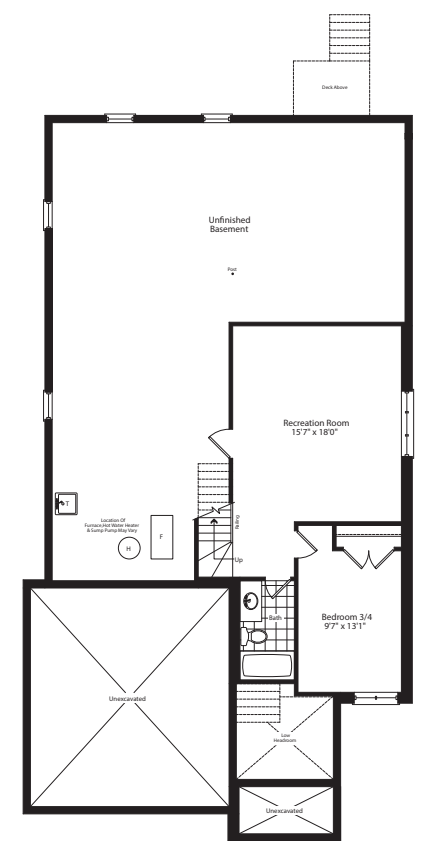 Deck Above
Unfinished
Basement
Post
Recreation Room
15'7" x 18'0"
T
Location Of
Furnace,Hot Water Heater
& Sump Pump May Vary
H
F
Railing
Up
Bath
Bedroom 3/4
9'7" x 13'1"
Unexcavated
Low
Headroom
Unexcavated